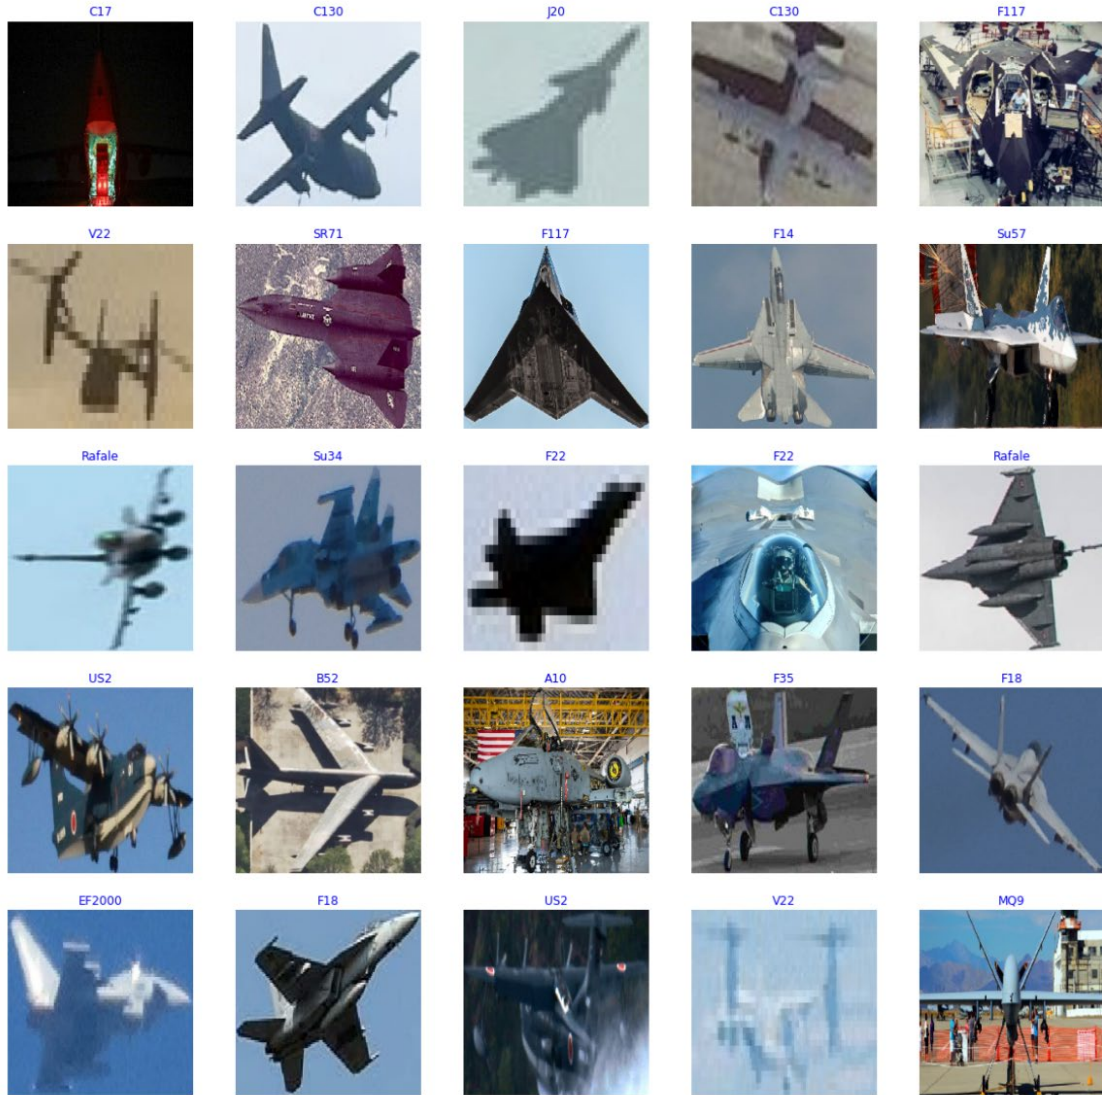 C17 C130 J20 C130 F117
V22 SR71 F117 F14 Su57
Rafale Su34 F22 F22 Rafale
US2 B52 A10 F35 F18
EF2000 F18 US2 V22 MQ9